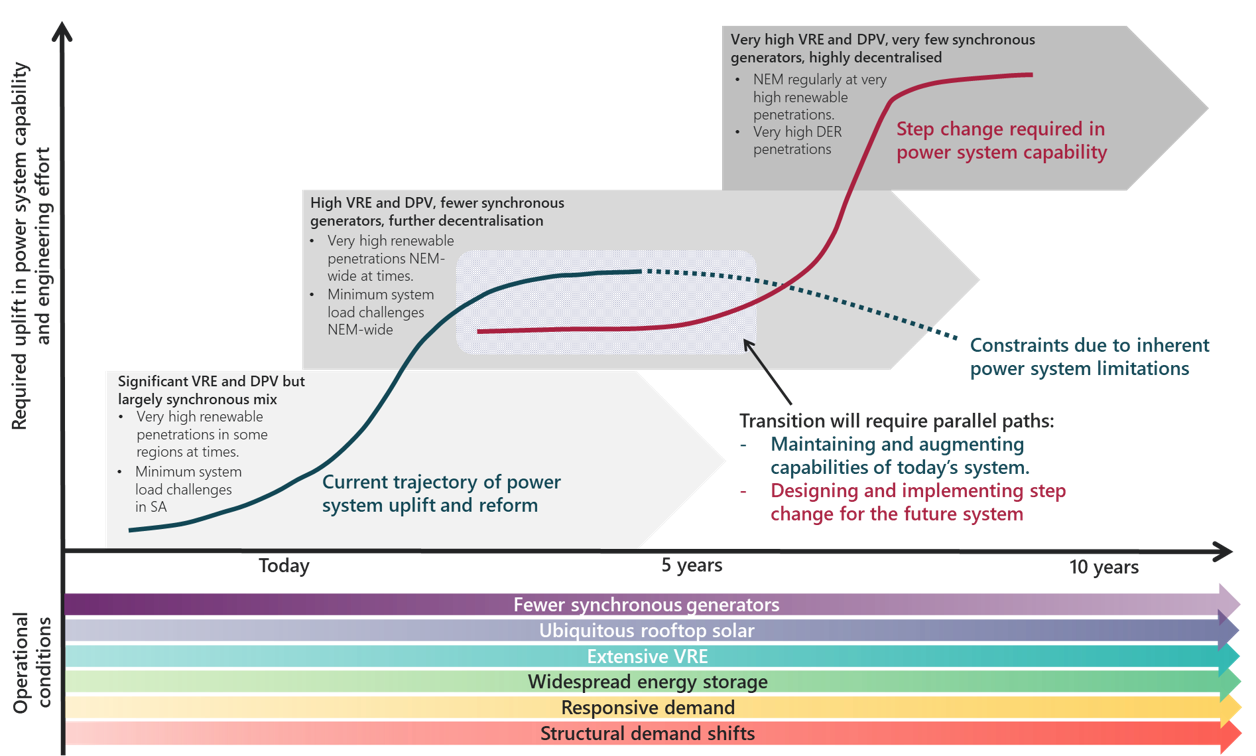 Required uplift in power system capability
and engineering effort
Very high VRE and DPV, very few synchronous
generators, highly decentralised
• NEM regularly at very
high renewable
penetrations.
• Very high DER
penetrations
Step change required in
power system capability
High VRE and DPV, fewer synchronous
generators, further decentralisation
• Very high renewable
penetrations NEM-
wide at times.
• Minimum system
load challenges
NEM-wide
Constraints due to inherent
power system limitations
Significant VRE and DPV but
largely synchronous mix
• Very high renewable
penetrations in some
regions at times.
• Minimum system
load challenges
in SA
Current trajectory of power
system uplift and reform
Transition will require parallel paths:
- Maintaining and augmenting
capabilities of today's system.
- Designing and implementing step
change for the future system
Today
5 years
10 years
Operational
conditions
Fewer synchronous generators
Ubiquitous rooftop solar
Extensive VRE
Widespread energy storage
Responsive demand
Structural demand shifts